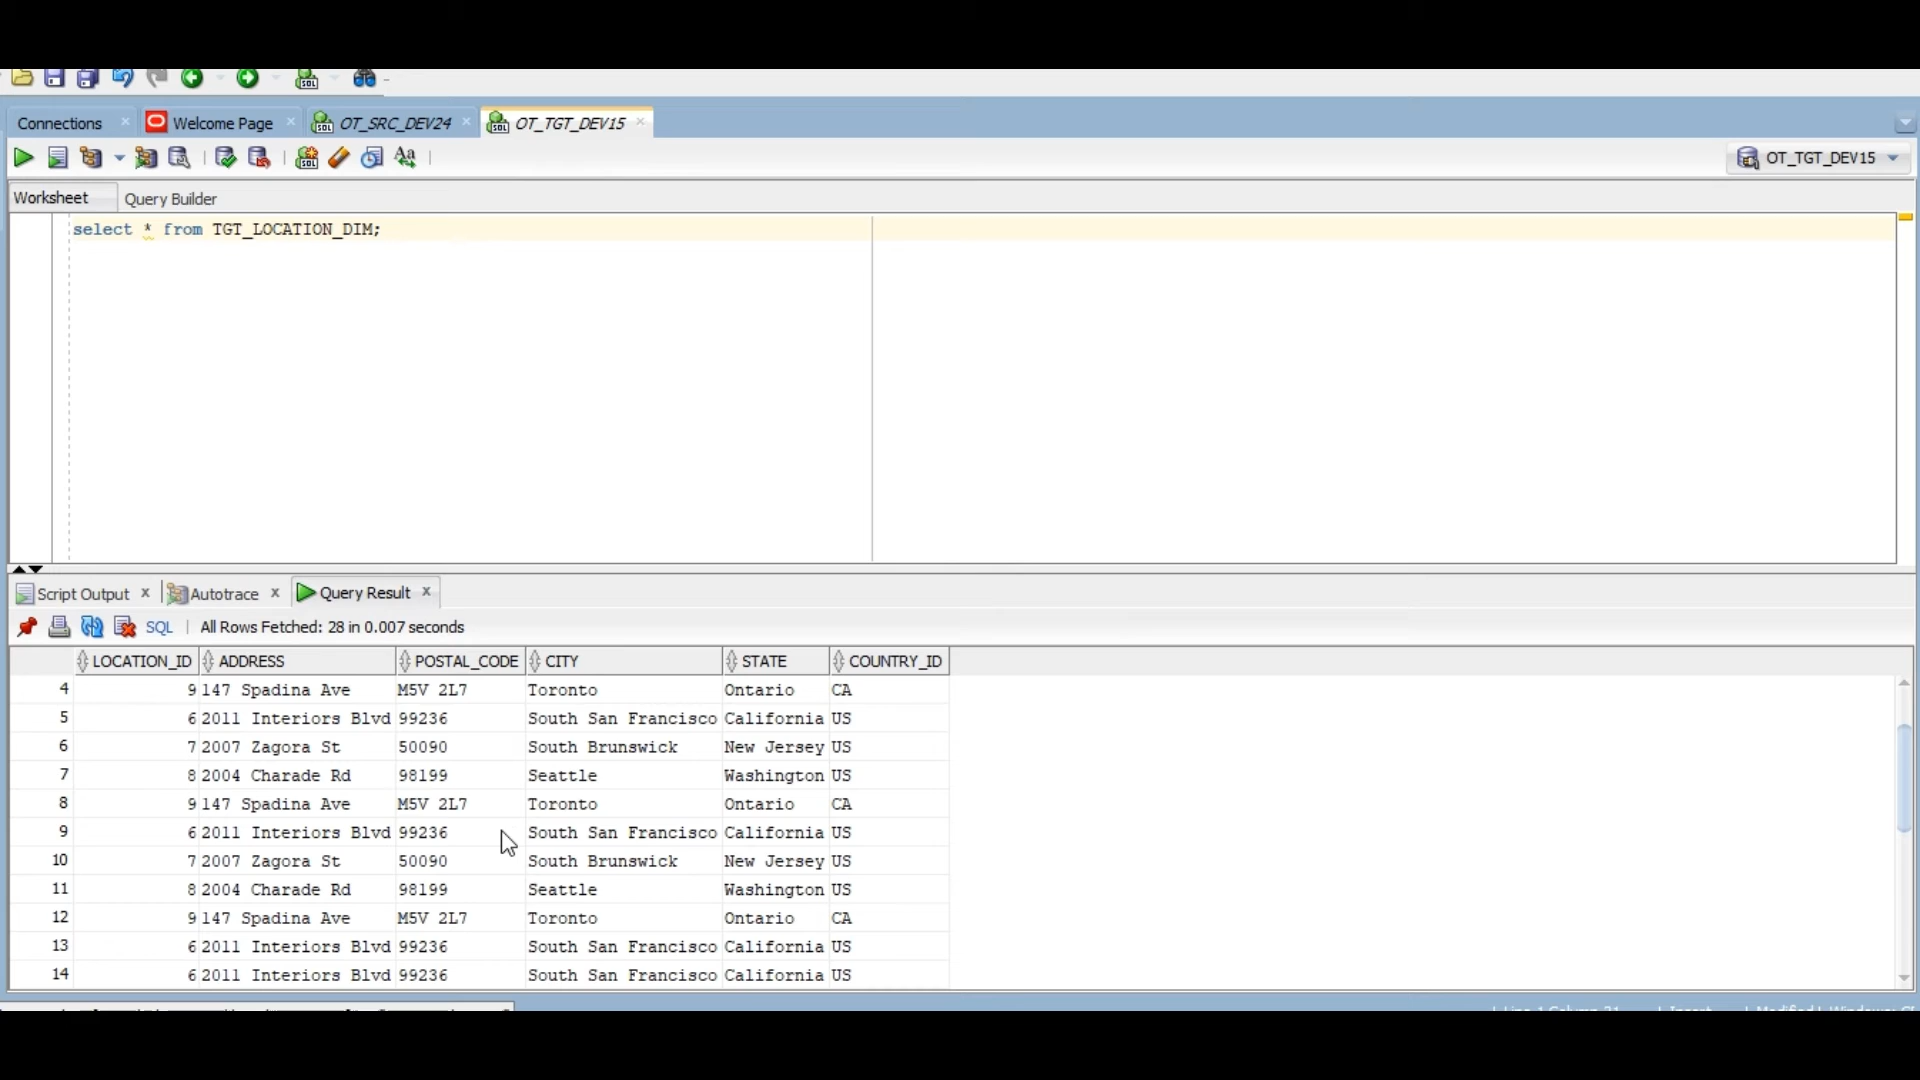 Connections Welcome Page OT_SRC_DEV24 OT_TGT_DEV15
OT_TGT_DEV15
Worksheet Query Builder
select * from TGT_LOCATION_DIM;
Script Output Autotrace Query Result
SQL All Rows Fetched: 28 in 0.007 seconds
LOCATION_ID ADDRESS POSTAL_CODE CITY STATE COUNTRY_ID
4 9 147 Spadina Ave M5V 2L7 Toronto Ontario CA
5 6 2011 Interiors Blvd 99236 South San Francisco California US
6 7 2007 Zagora St 50090 South Brunswick New Jersey US
7 8 2004 Charade Rd 98199 Seattle Washington US
8 9 147 Spadina Ave M5V 2L7 Toronto Ontario CA
9 6 2011 Interiors Blvd 99236 South San Francisco California US
10 7 2007 Zagora St 50090 South Brunswick New Jersey US
11 8 2004 Charade Rd 98199 Seattle Washington US
12 9 147 Spadina Ave M5V 2L7 Toronto Ontario CA
13 6 2011 Interiors Blvd 99236 South San Francisco California US
14 6 2011 Interiors Blvd 99236 South San Francisco California US